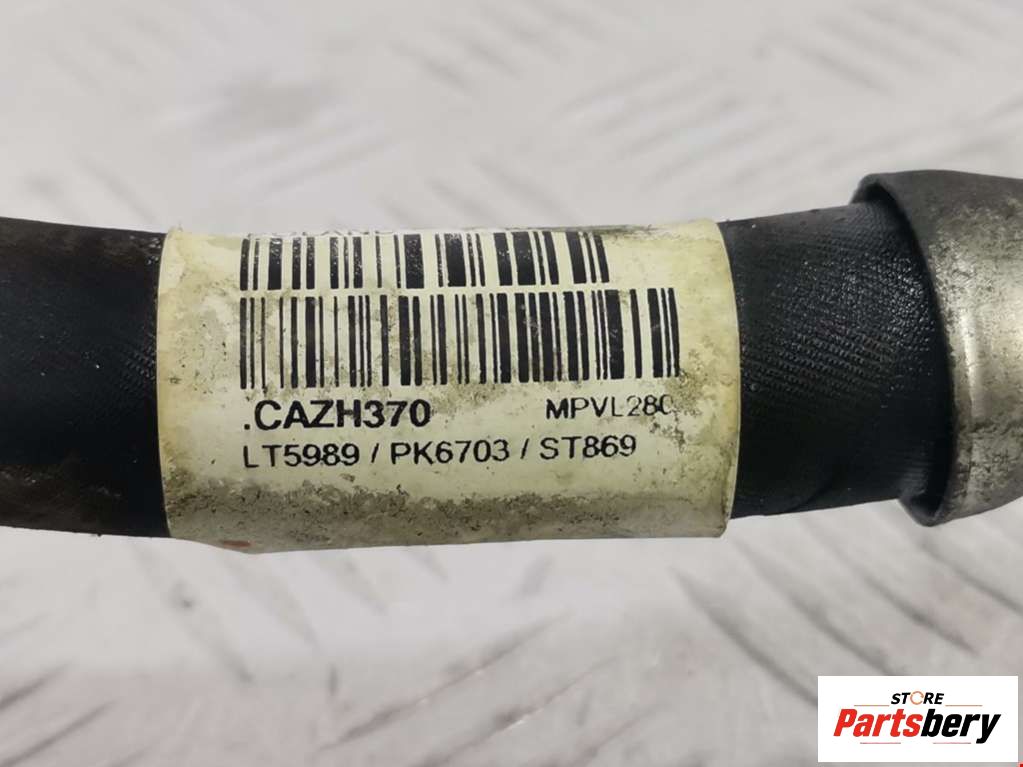 .CAZH370 MPVL280
LT5989 / PK6703 / ST869
STORE
Partsbery